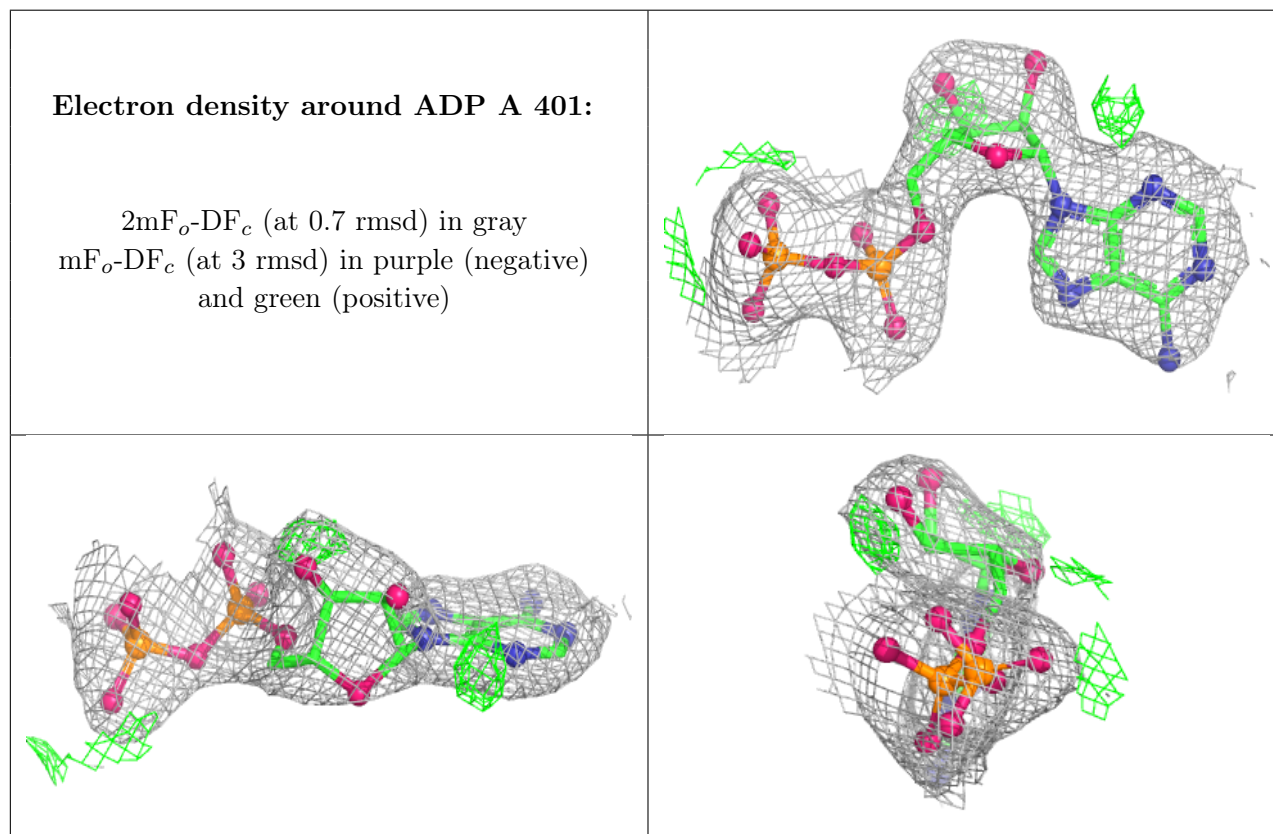 Electron density around ADP A 401:
2mFₒ-DF𝒸 (at 0.7 rmsd) in gray
mFₒ-DF𝒸 (at 3 rmsd) in purple (negative)
and green (positive)